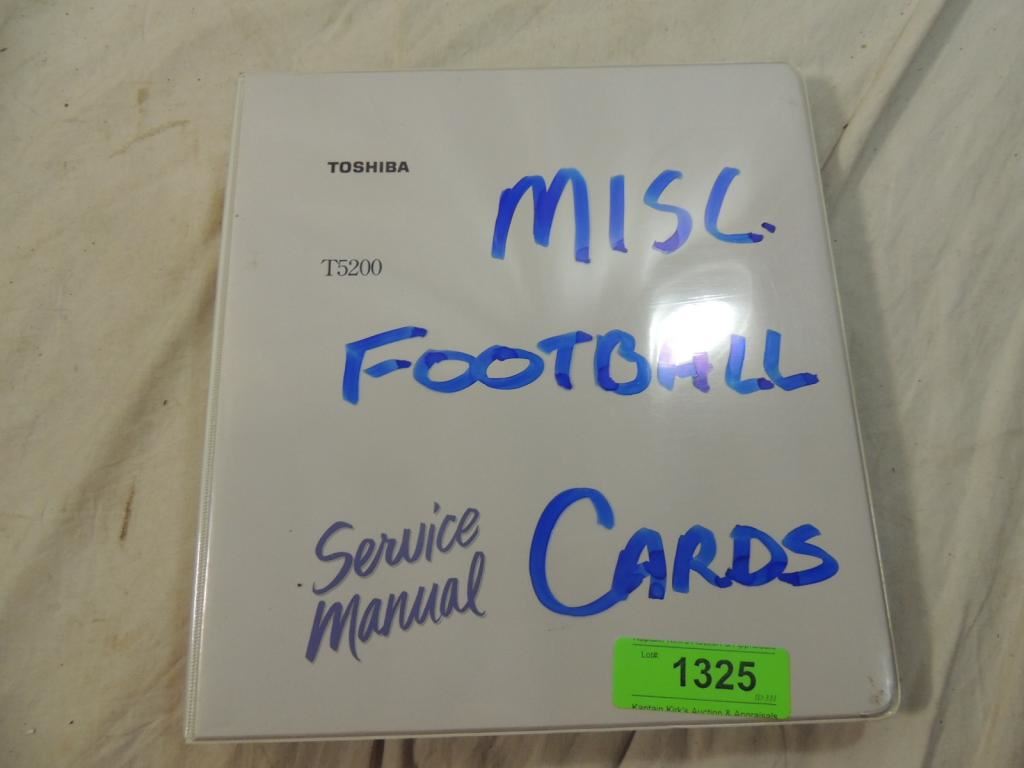 TOSHIBA
MISC.
T5200
FOOTBALL
Service
Manual
CARDS
Lot#
1325
Kaptain Kirk's Auction & Appraisals